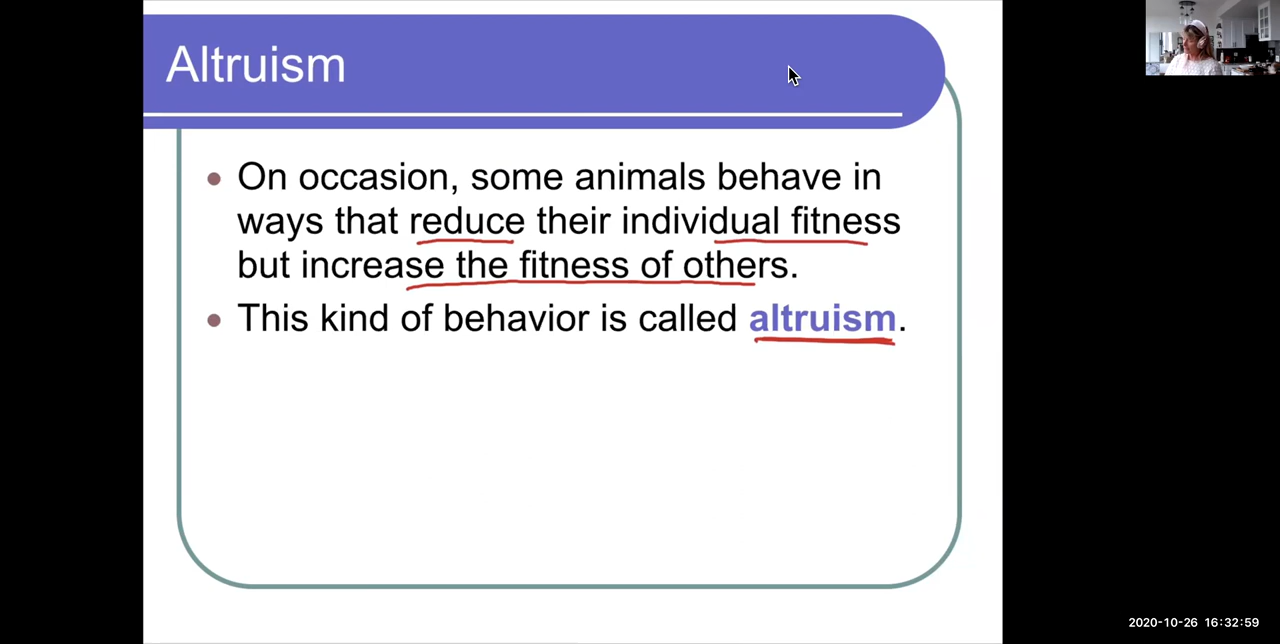 Altruism
• On occasion, some animals behave in
ways that reduce their individual fitness
but increase the fitness of others.
• This kind of behavior is called altruism.
2020-10-26 16:32:59